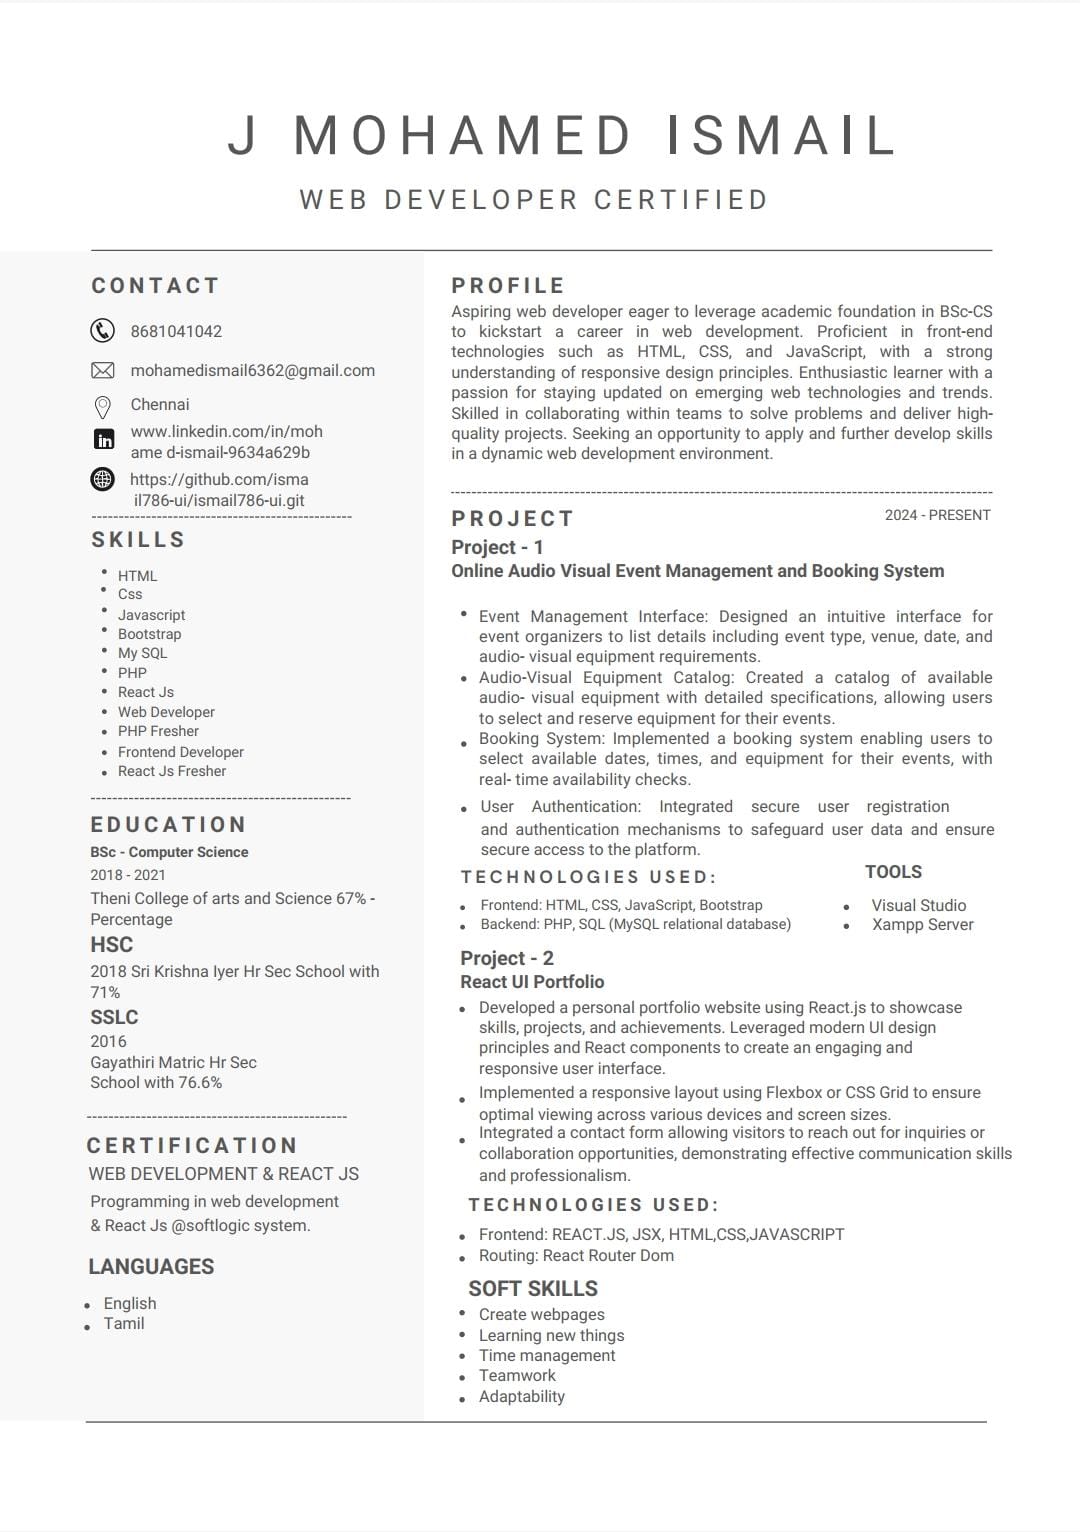 J MOHAMED ISMAIL
WEB DEVELOPER CERTIFIED
CONTACT
8681041042
mohamedismail6362@gmail.com
Chennai
www.linkedin.com/in/moh
ame d-ismail-9634a629b
https://github.com/isma
il786-ui/ismail786-ui.git
SKILLS
• HTML
• Css
• Javascript
• Bootstrap
• My SQL
• PHP
• React Js
• Web Developer
• PHP Fresher
• Frontend Developer
• React Js Fresher
EDUCATION
BSc - Computer Science
2018 - 2021
Theni College of arts and Science 67% -
Percentage
HSC
2018 Sri Krishna Iyer Hr Sec School with
71%
SSLC
2016
Gayathiri Matric Hr Sec
School with 76.6%
CERTIFICATION
WEB DEVELOPMENT & REACT JS
Programming in web development
& React Js @softlogic system.
LANGUAGES
• English
• Tamil
PROFILE
Aspiring web developer eager to leverage academic foundation in BSc-CS
to kickstart a career in web development. Proficient in front-end
technologies such as HTML, CSS, and JavaScript, with a strong
understanding of responsive design principles. Enthusiastic learner with a
passion for staying updated on emerging web technologies and trends.
Skilled in collaborating within teams to solve problems and deliver high-
quality projects. Seeking an opportunity to apply and further develop skills
in a dynamic web development environment.
PROJECT
2024 - PRESENT
Project - 1
Online Audio Visual Event Management and Booking System
• Event Management Interface: Designed an intuitive interface for
event organizers to list details including event type, venue, date, and
audio- visual equipment requirements.
• Audio-Visual Equipment Catalog: Created a catalog of available
audio- visual equipment with detailed specifications, allowing users
to select and reserve equipment for their events.
• Booking System: Implemented a booking system enabling users to
select available dates, times, and equipment for their events, with
real- time availability checks.
• User Authentication: Integrated secure user registration
and authentication mechanisms to safeguard user data and ensure
secure access to the platform.
TECHNOLOGIES USED:
• Frontend: HTML, CSS, JavaScript, Bootstrap
• Backend: PHP, SQL (MySQL relational database)
TOOLS
• Visual Studio
• Xampp Server
Project - 2
React UI Portfolio
• Developed a personal portfolio website using React.js to showcase
skills, projects, and achievements. Leveraged modern UI design
principles and React components to create an engaging and
responsive user interface.
• Implemented a responsive layout using Flexbox or CSS Grid to ensure
optimal viewing across various devices and screen sizes.
• Integrated a contact form allowing visitors to reach out for inquiries or
collaboration opportunities, demonstrating effective communication skills
and professionalism.
TECHNOLOGIES USED:
• Frontend: REACT.JS, JSX, HTML,CSS,JAVASCRIPT
• Routing: React Router Dom
SOFT SKILLS
• Create webpages
• Learning new things
• Time management
• Teamwork
• Adaptability